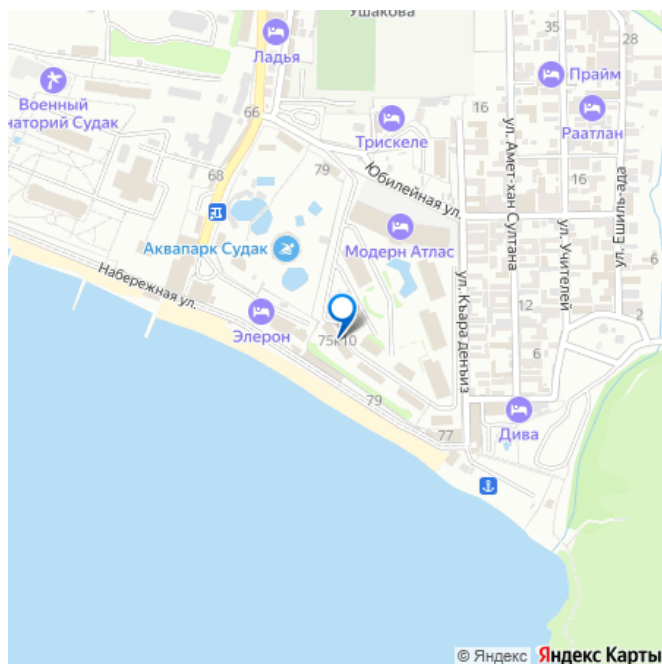 Ушакова
35
28
Ладья
Прайм
Военный
наторий Судак
66
16
Раатлан
Трискеле
79
Юбилейная ул.
ул. Амет-хан Султана
16
68
ул. Учителей
ул. Ешиль-ада
Аквапарк Судак
Модерн Атлас
Набережная ул.
ул. Къара денъиз
12
2
Элерон
75к10
6
79
77
Дива
© Яндекс Яндекс Карты